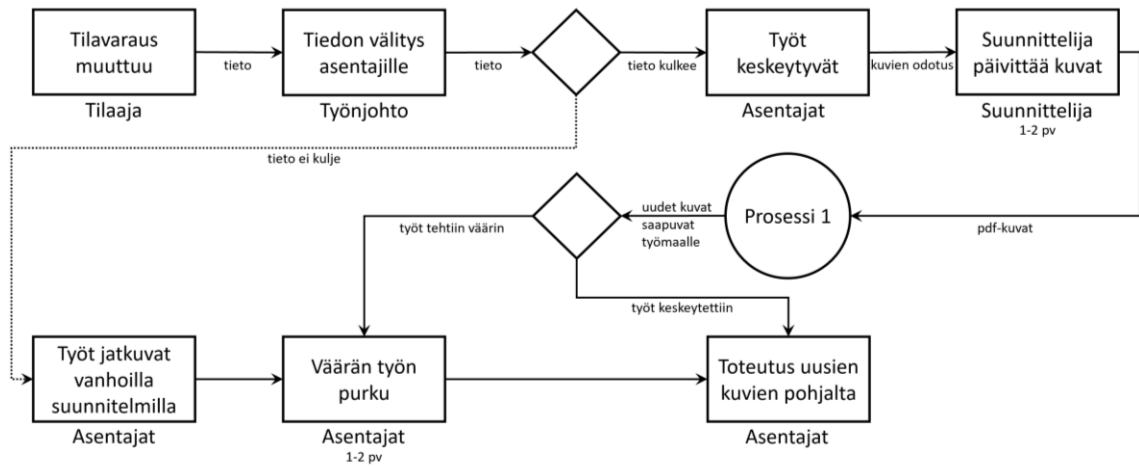 Tilavaraus
muuttuu
Tilaaja
tieto
Tiedon välitys
asentajille
Työnjohto
tieto
tieto kulkee
Työt
keskeytyvät
Asentajat
kuvien odotus
Suunnittelija
päivittää kuvat
Suunnittelija
1-2 pv
tieto ei kulje
työt tehtiin väärin
uudet kuvat
saapuvat
työmaalle
Prosessi 1
pdf-kuvat
työt keskeytettiin
Työt jatkuvat
vanhoilla
suunnitelmilla
Asentajat
Väärän työn
purku
Asentajat
1-2 pv
Toteutus uusien
kuvien pohjalta
Asentajat